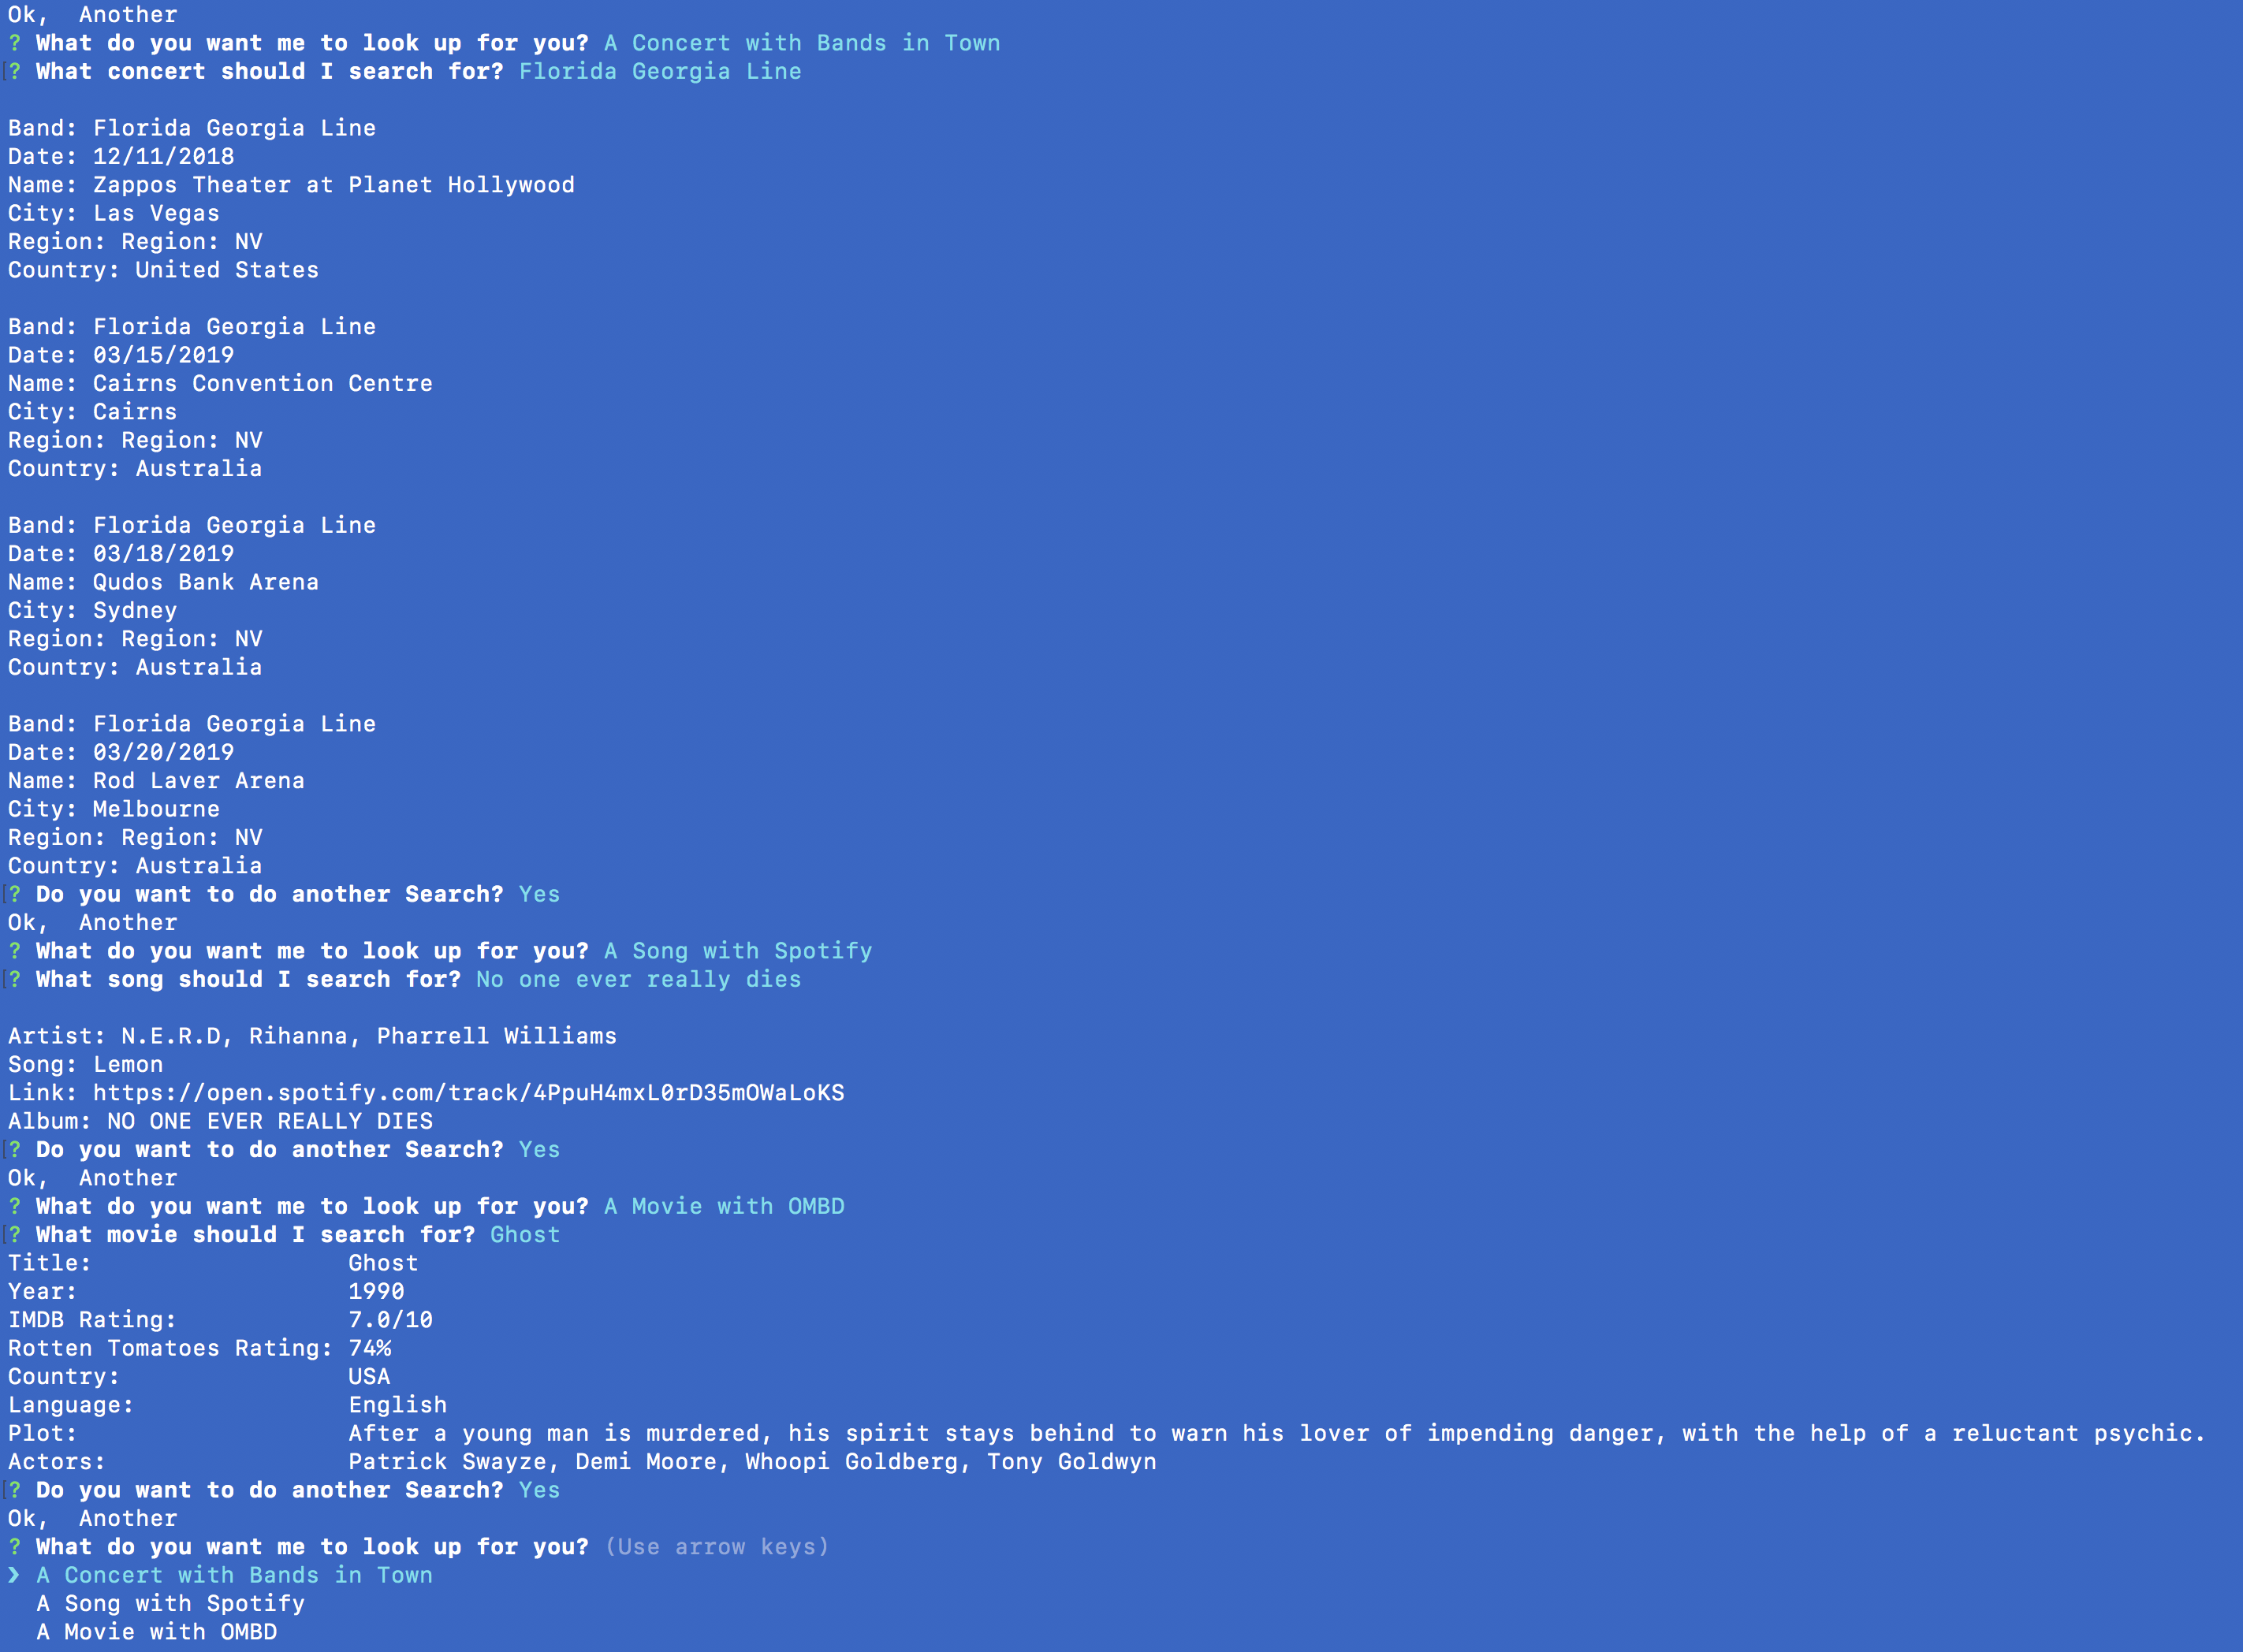 Ok,  Another
? What do you want me to look up for you? A Concert with Bands in Town
? What concert should I search for? Florida Georgia Line

Band: Florida Georgia Line
Date: 12/11/2018
Name: Zappos Theater at Planet Hollywood
City: Las Vegas
Region: Region: NV
Country: United States

Band: Florida Georgia Line
Date: 03/15/2019
Name: Cairns Convention Centre
City: Cairns
Region: Region: NV
Country: Australia

Band: Florida Georgia Line
Date: 03/18/2019
Name: Qudos Bank Arena
City: Sydney
Region: Region: NV
Country: Australia

Band: Florida Georgia Line
Date: 03/20/2019
Name: Rod Laver Arena
City: Melbourne
Region: Region: NV
Country: Australia
? Do you want to do another Search? Yes
Ok,  Another
? What do you want me to look up for you? A Song with Spotify
? What song should I search for? No one ever really dies

Artist: N.E.R.D, Rihanna, Pharrell Williams
Song: Lemon
Link: https://open.spotify.com/track/4PpuH4mxL0rD35mOWaLoKS
Album: NO ONE EVER REALLY DIES
? Do you want to do another Search? Yes
Ok,  Another
? What do you want me to look up for you? A Movie with OMBD
? What movie should I search for? Ghost
Title:                  Ghost
Year:                   1990
IMDB Rating:            7.0/10
Rotten Tomatoes Rating: 74%
Country:                USA
Language:               English
Plot:                   After a young man is murdered, his spirit stays behind to warn his lover of impending danger, with the help of a reluctant psychic.
Actors:                 Patrick Swayze, Demi Moore, Whoopi Goldberg, Tony Goldwyn
? Do you want to do another Search? Yes
Ok,  Another
? What do you want me to look up for you? (Use arrow keys)
❯ A Concert with Bands in Town
  A Song with Spotify
  A Movie with OMBD